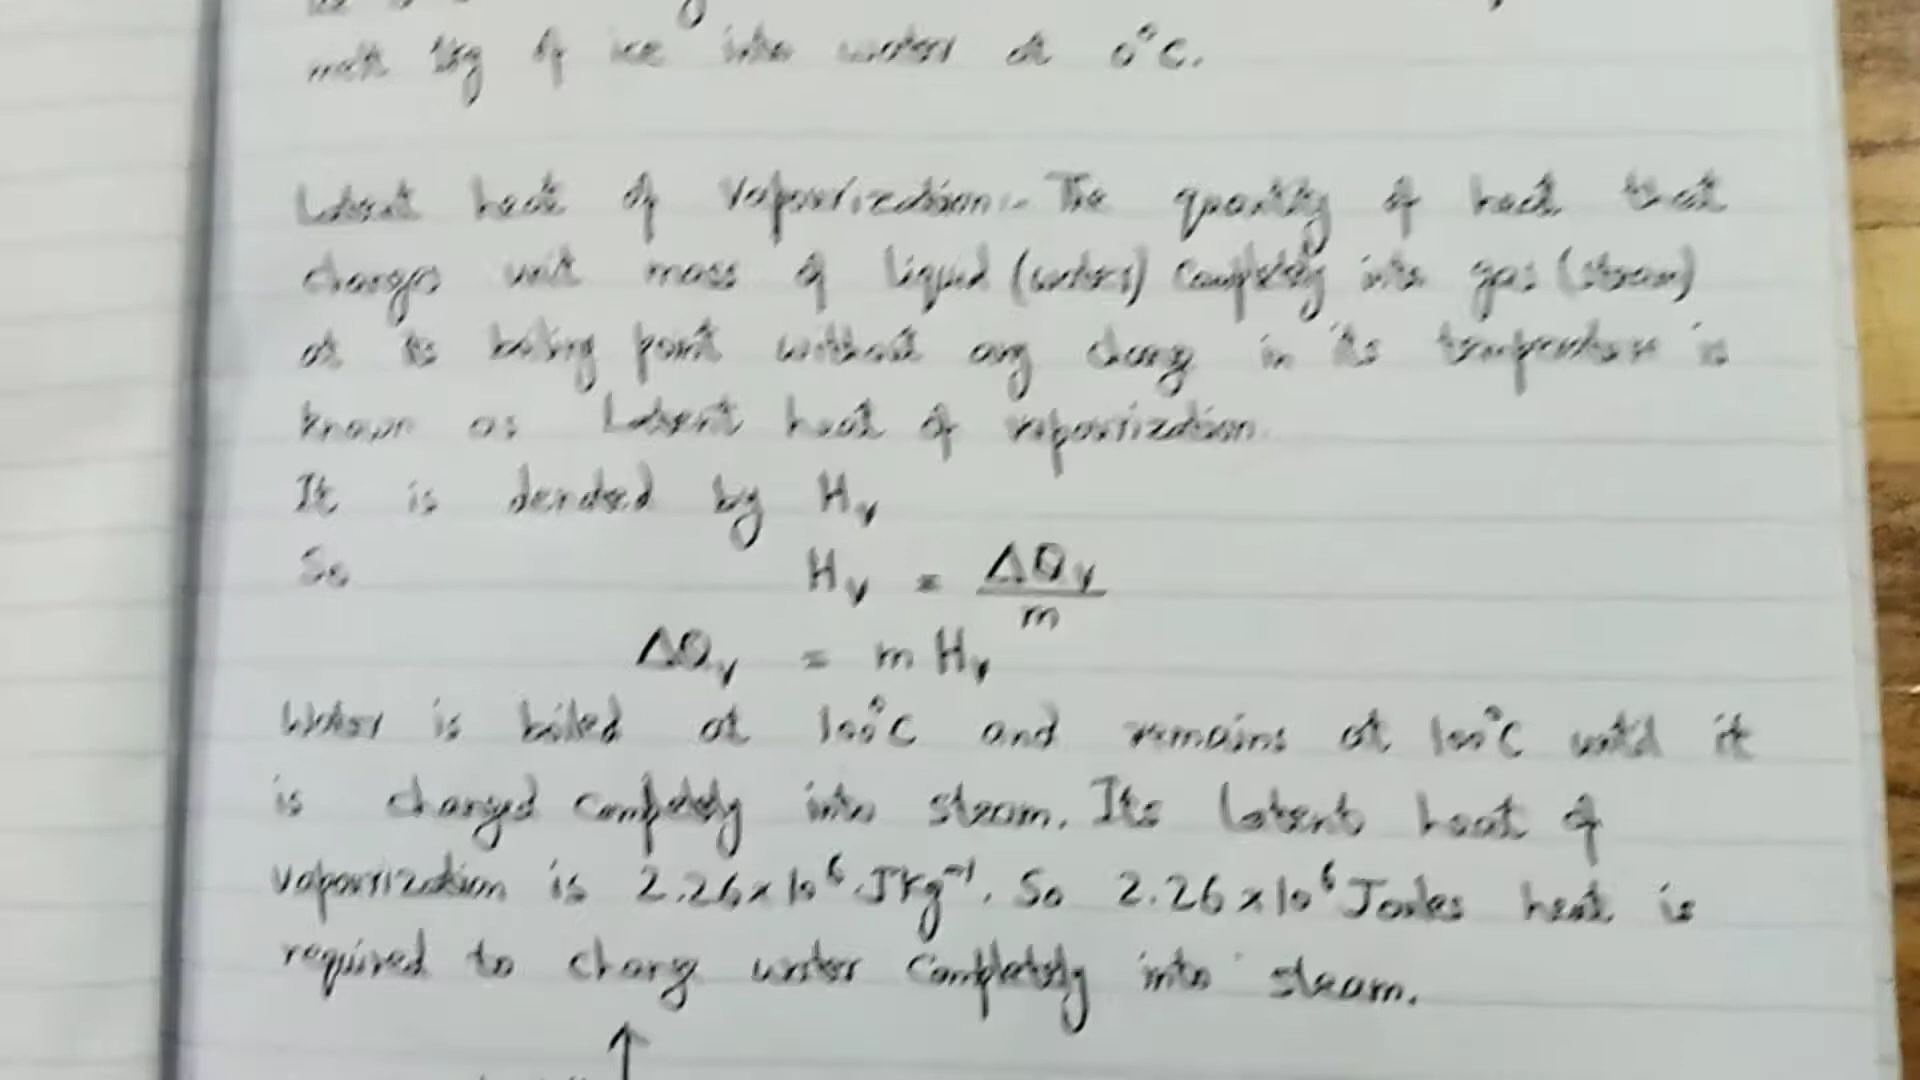 melt 1kg of ice into water at 0°C.
Latent heat of Vapourization:- The quantity of heat that
changes unit mass of liquid (water) completely into gas (steam)
at its boiling point without any change in its temperature is
known as Latent heat of vapourization.
It is denoted by Hv
So Hv = ΔQv / m
ΔQv = m Hv
Water is boiled at 100°C and remains at 100°C until it
is changed completely into steam. Its latent heat of
vapourrization is 2.26 x 10⁶ Jkg⁻¹. So 2.26 x 10⁶ Joules heat is
required to change water completely into steam.